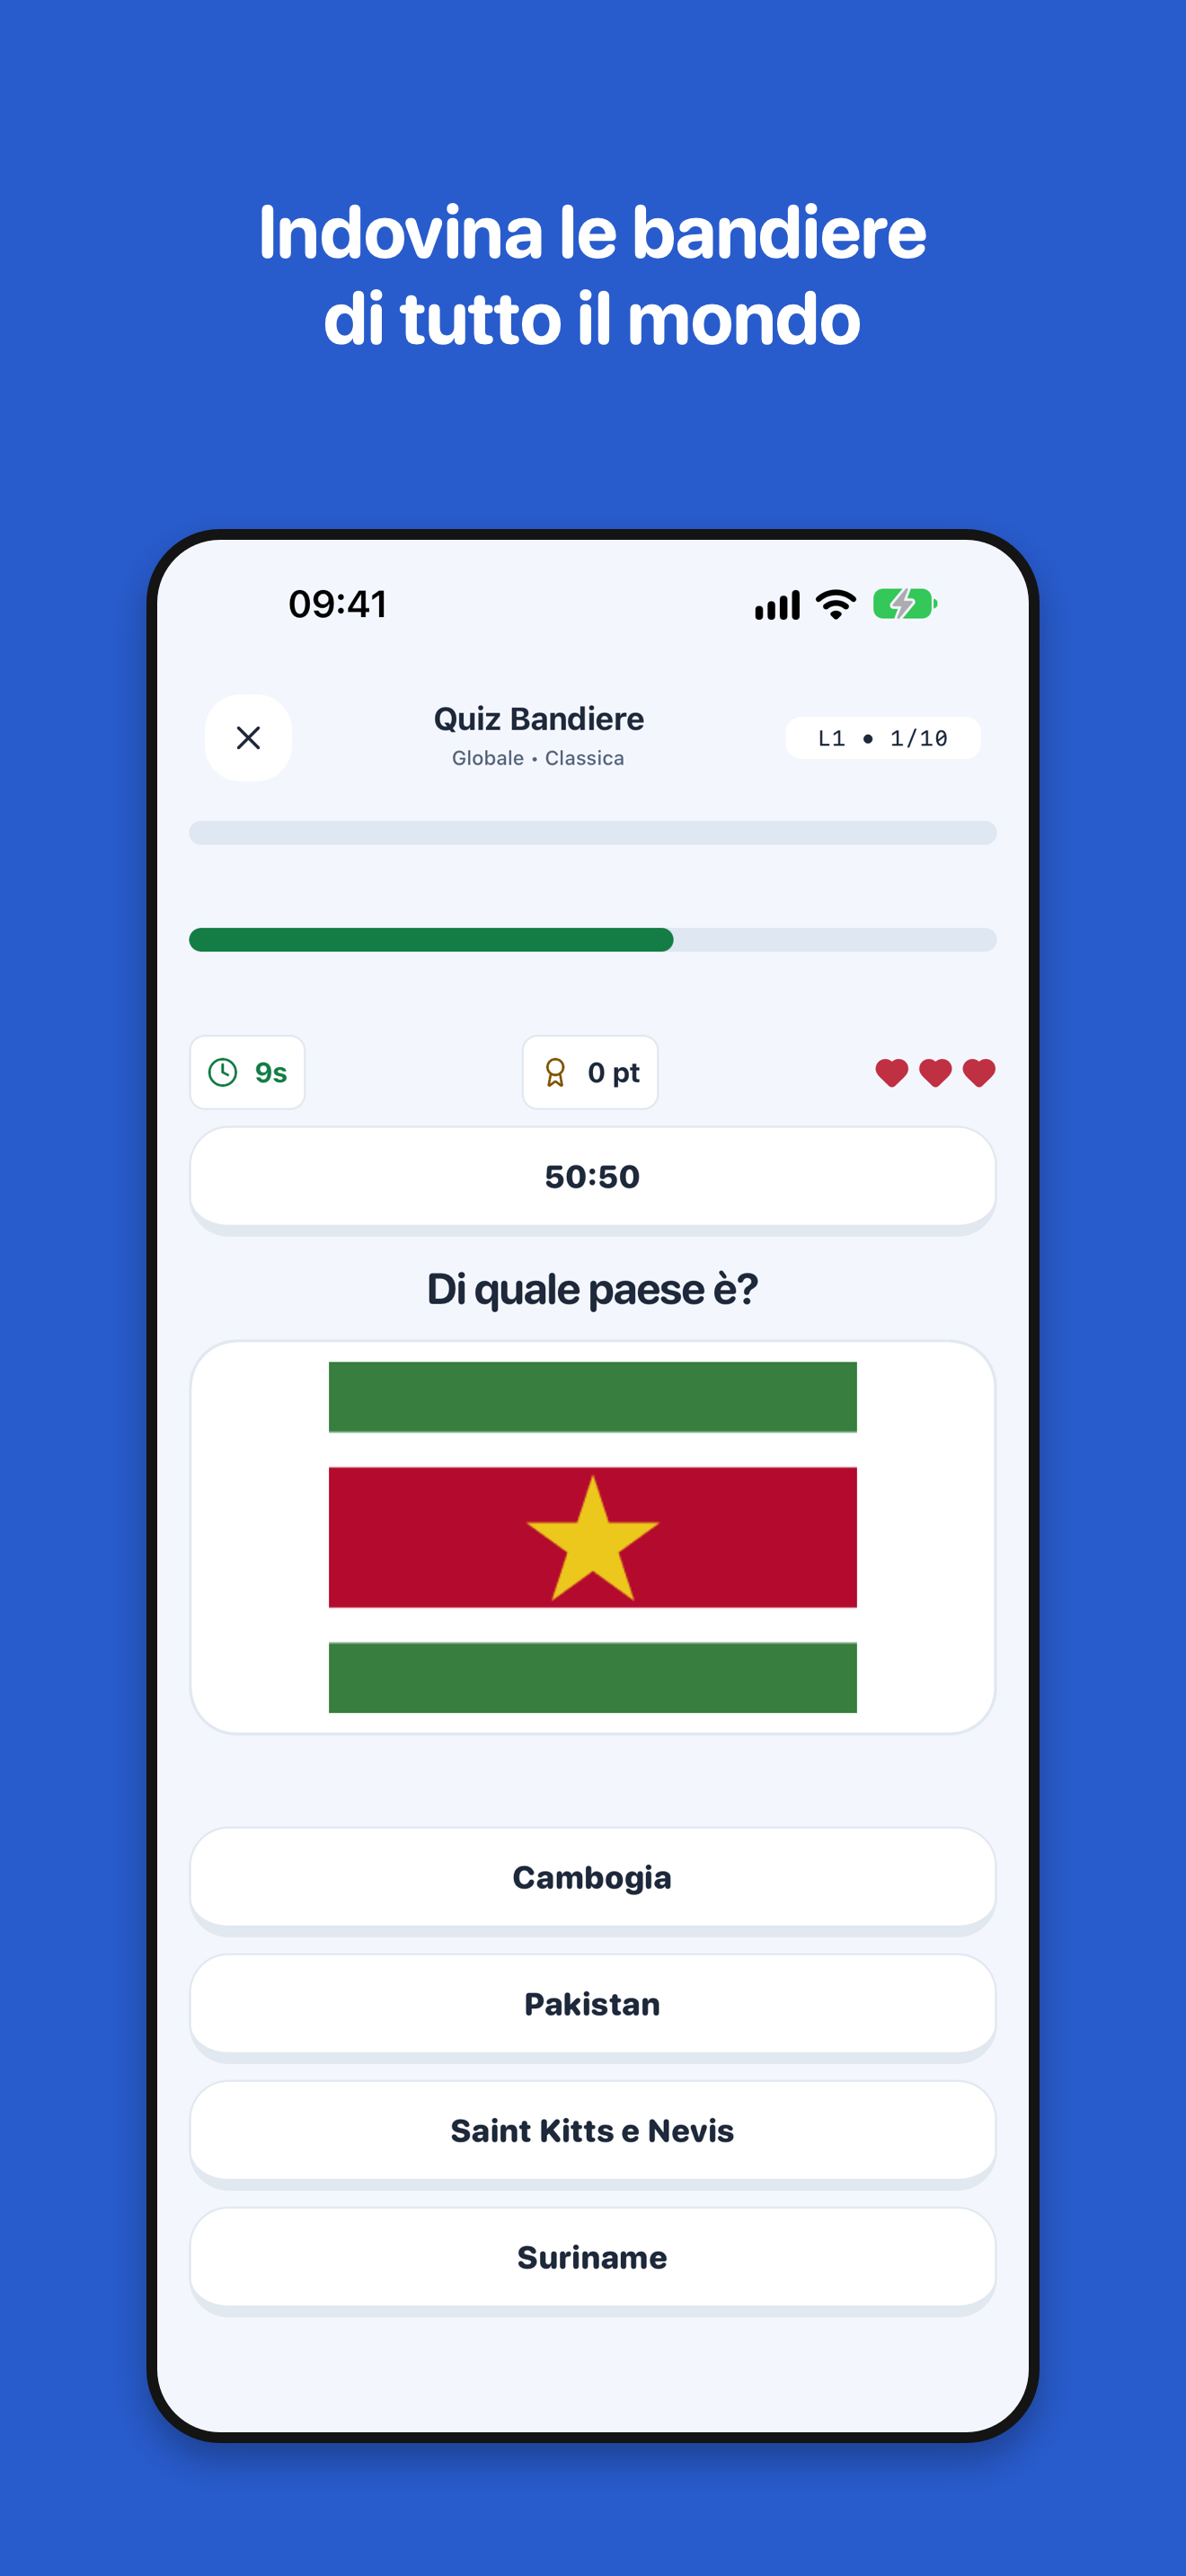 Indovina le bandiere
di tutto il mondo
09:41
Quiz Bandiere
Globale • Classica
L1 • 1/10
9s
0 pt
50:50
Di quale paese è?
Cambogia
Pakistan
Saint Kitts e Nevis
Suriname